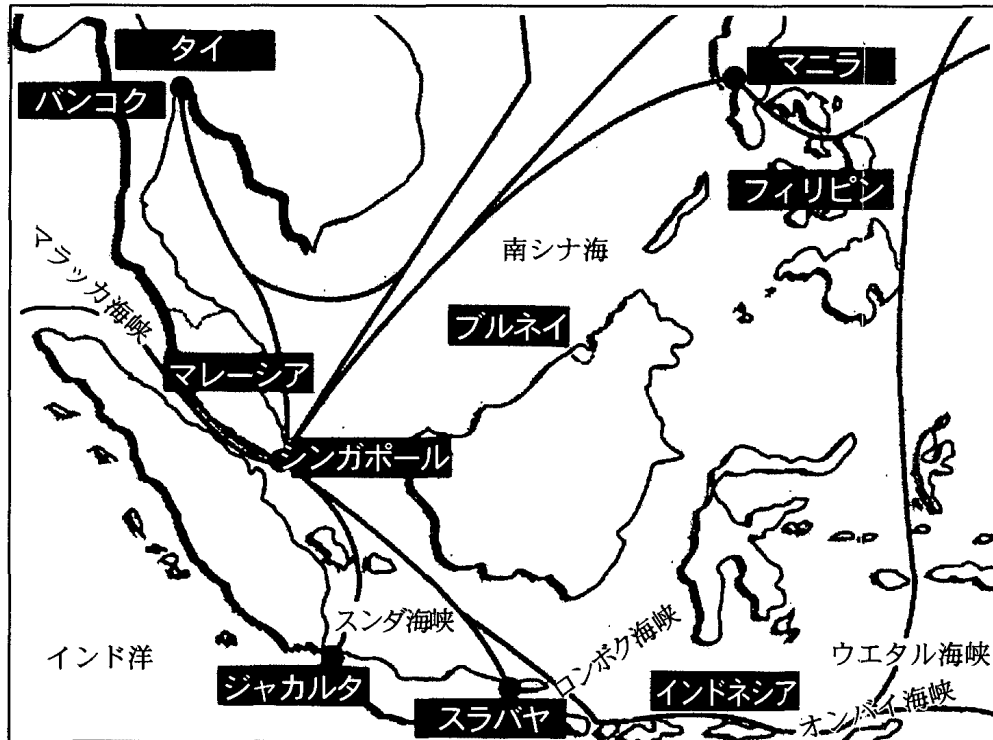 タイ
マニラ
バンコク
フィリピン
マラッカ海峡
南シナ海
ブルネイ
マレーシア
シンガポール
スンダ海峡
ロンボク海峡
インド洋
ウエタル海峡
ジャカルタ
インドネシア
スラバヤ
オンバイ海峡